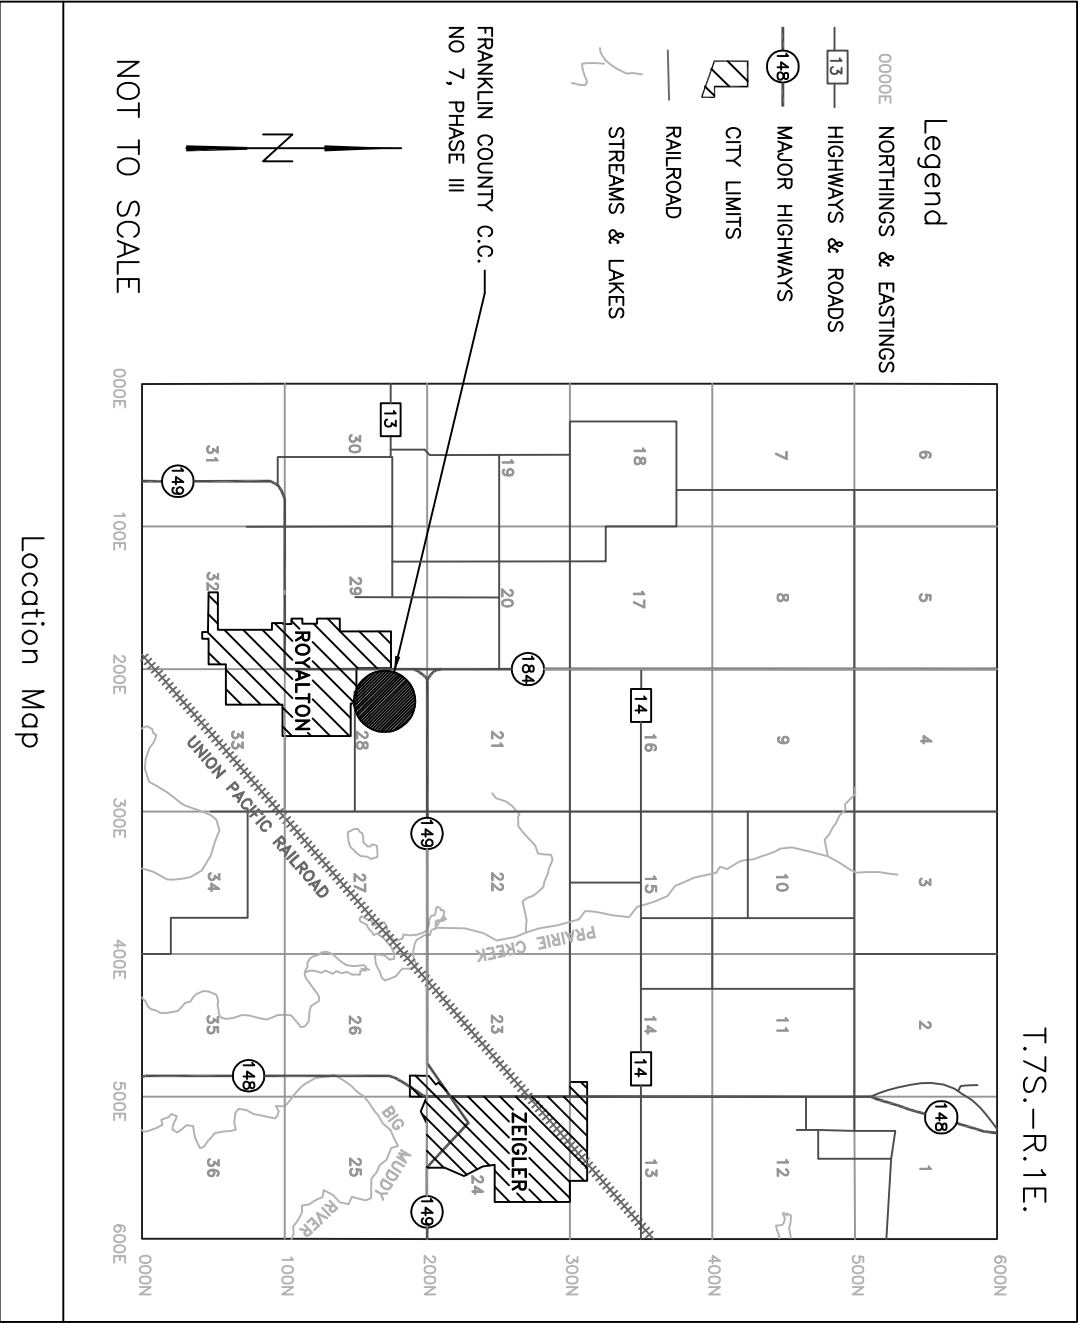 T.7S.-R.1E.
Legend
0000E NORTHINGS & EASTINGS
13 HIGHWAYS & ROADS
148 MAJOR HIGHWAYS
CITY LIMITS
RAILROAD
STREAMS & LAKES
FRANKLIN COUNTY C.C.
NO 7, PHASE III
N
NOT TO SCALE
600N
6 5 4 3 2 1
148
500N
7 8 9 10 11 12
400N
18 17 16 15 14 13
14 14
300N
184
PRAIRIE CREEK
19 20 21 22 23 24
ZEIGLER
200N
149 149
13
30 29 28 27 26 25
BIG MUDDY RIVER
ROYALTON
UNION PACIFIC RAILROAD
100N
148
31 32 33 34 35 36
149
000N
000E 100E 200E 300E 400E 500E 600E
Location Map